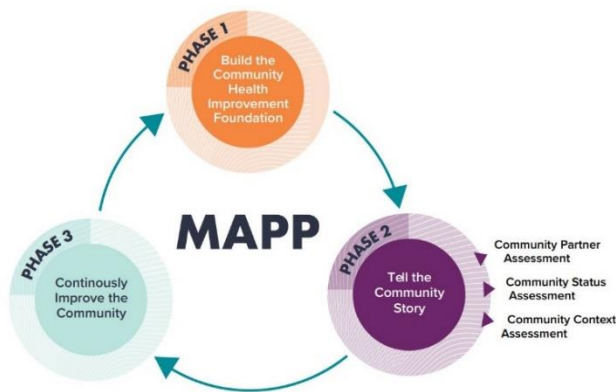 PHASE 1
Build the
Community
Health
Improvement
Foundation
MAPP
PHASE 2
Tell the
Community
Story
Community Partner
Assessment
Community Status
Assessment
Community Context
Assessment
PHASE 3
Continously
Improve the
Community